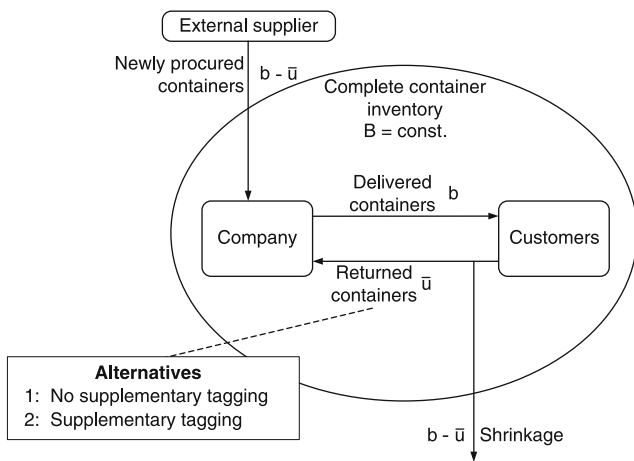 External supplier
Newly procured
containers
b - ū
Complete container
inventory
B = const.
Delivered
containers
b
Company
Customers
Returned
containers
ū
Alternatives
1: No supplementary tagging
2: Supplementary tagging
b - ū
Shrinkage